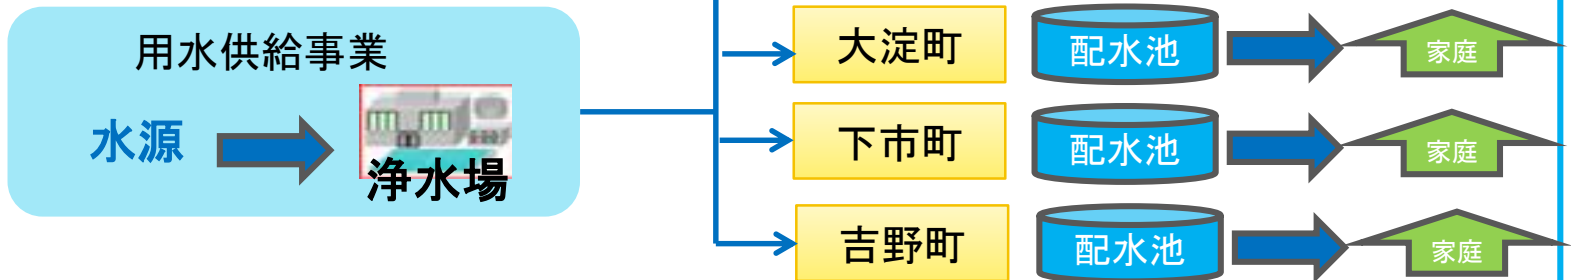 用水供給事業
水源
浄水場
大淀町
配水池
家庭
下市町
配水池
家庭
吉野町
配水池
家庭